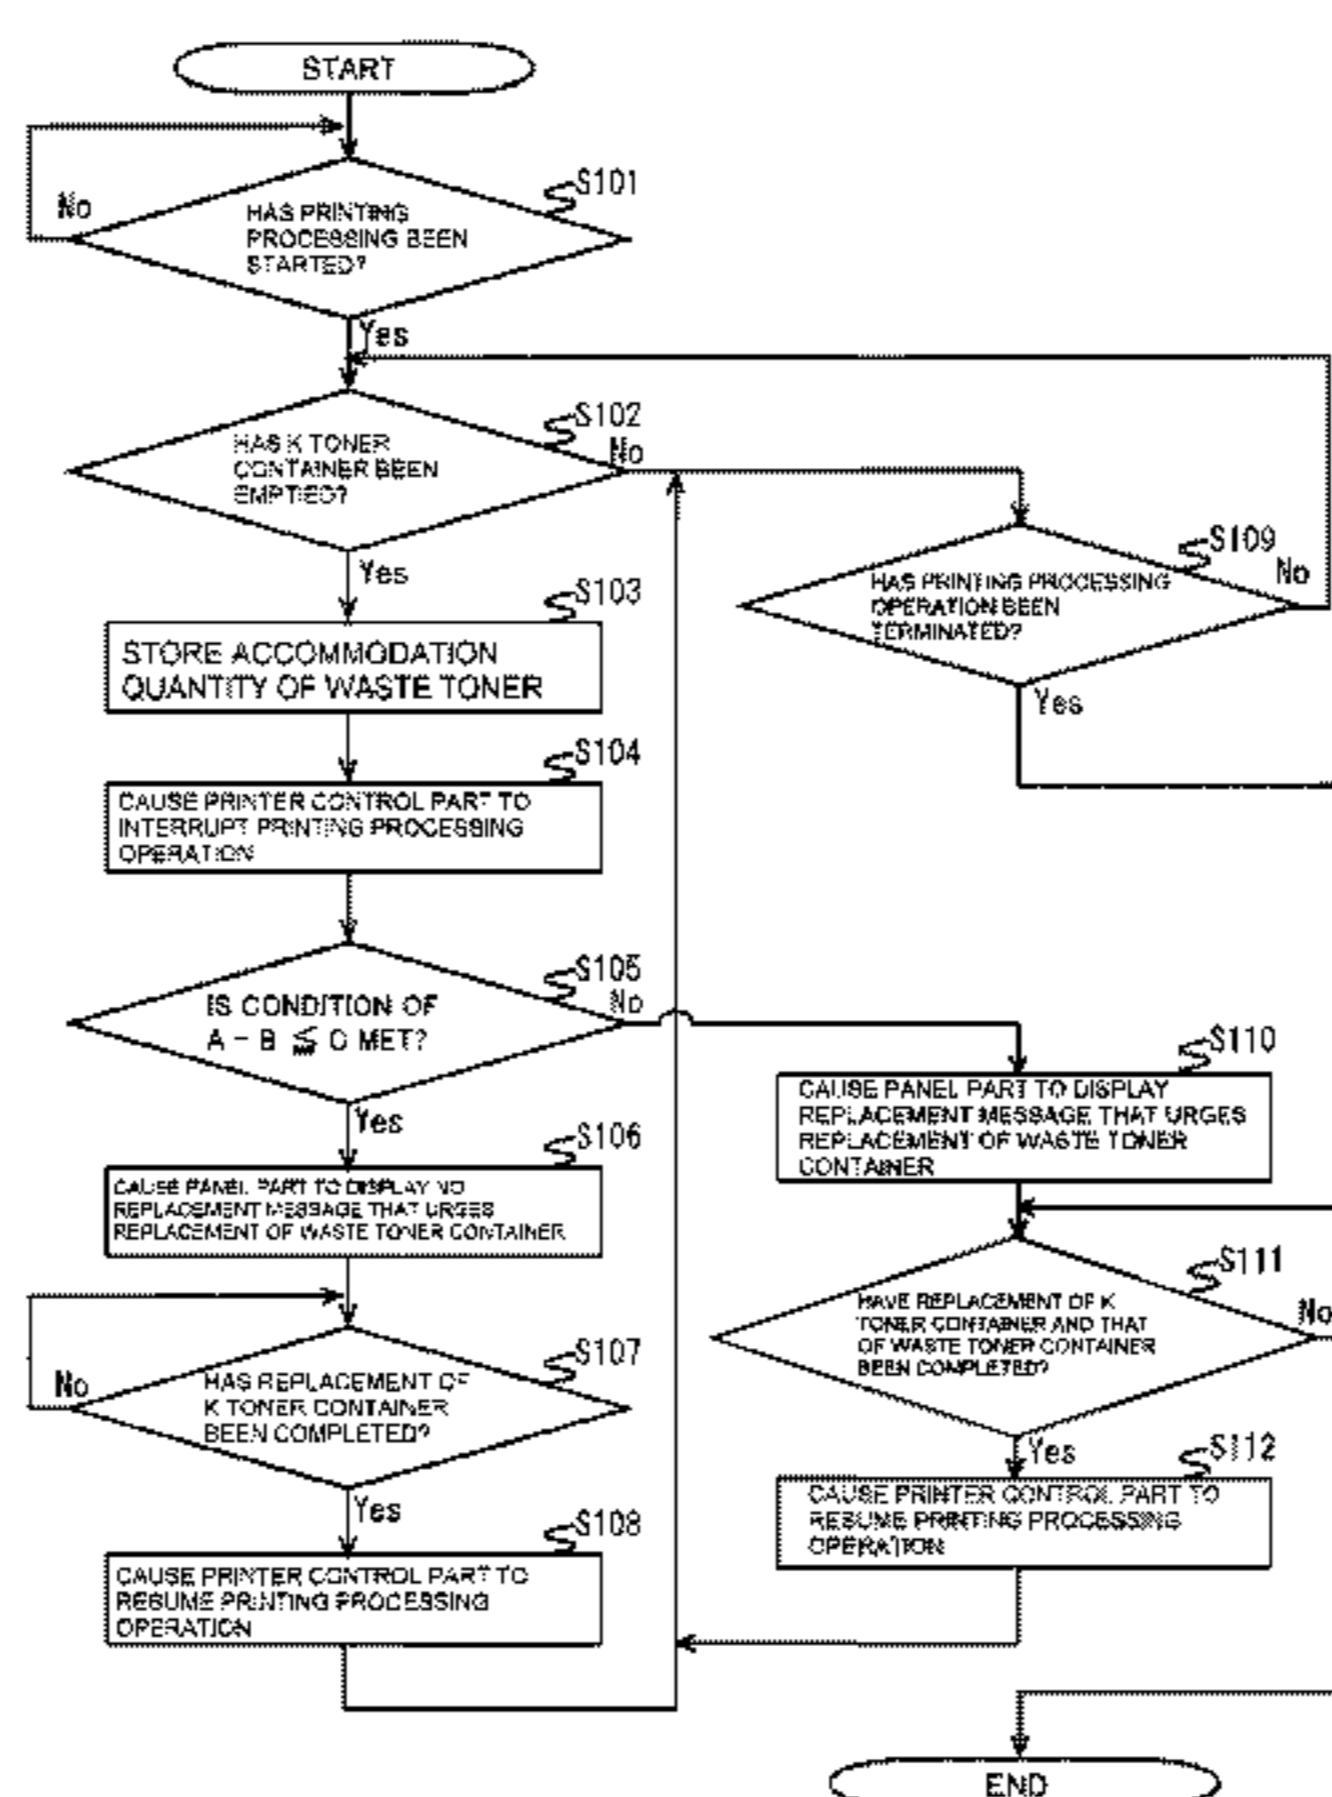 START
S101
No
HAS PRINTING
PROCESSING BEEN
STARTED?
Yes
S102
No
HAS K TONER
CONTAINER BEEN
EMPTIED?
Yes
S109
No
HAS PRINTING PROCESSING
OPERATION BEEN
TERMINATED?
Yes
S103
STORE ACCOMMODATION
QUANTITY OF WASTE TONER
S104
CAUSE PRINTER CONTROL PART TO
INTERRUPT PRINTING PROCESSING
OPERATION
S105
No
IS CONDITION OF
A - B ≦ C MET?
Yes
S110
CAUSE PANEL PART TO DISPLAY
REPLACEMENT MESSAGE THAT URGES
REPLACEMENT OF WASTE TONER
CONTAINER
S106
CAUSE PANEL PART TO DISPLAY NO
REPLACEMENT MESSAGE THAT URGES
REPLACEMENT OF WASTE TONER CONTAINER
S111
No
HAVE REPLACEMENT OF K
TONER CONTAINER AND THAT
OF WASTE TONER CONTAINER
BEEN COMPLETED?
Yes
S107
No
HAS REPLACEMENT OF
K TONER CONTAINER
BEEN COMPLETED?
Yes
S112
CAUSE PRINTER CONTROL PART TO
RESUME PRINTING PROCESSING
OPERATION
S108
CAUSE PRINTER CONTROL PART TO
RESUME PRINTING PROCESSING
OPERATION
END